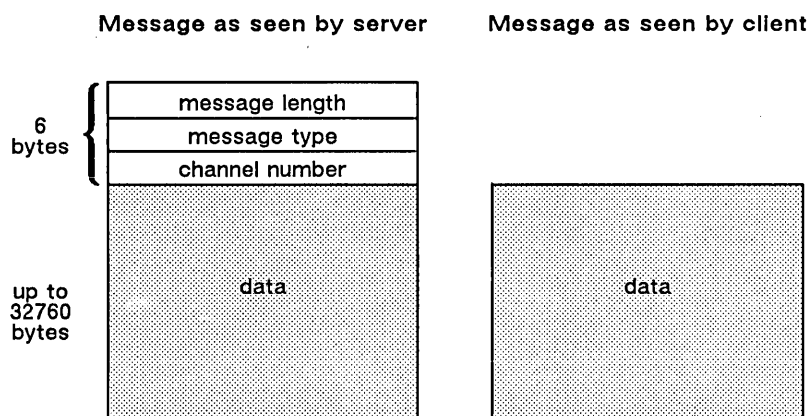 Message as seen by server
Message as seen by client
6
bytes
message length
message type
channel number
up to
32760
bytes
data
data